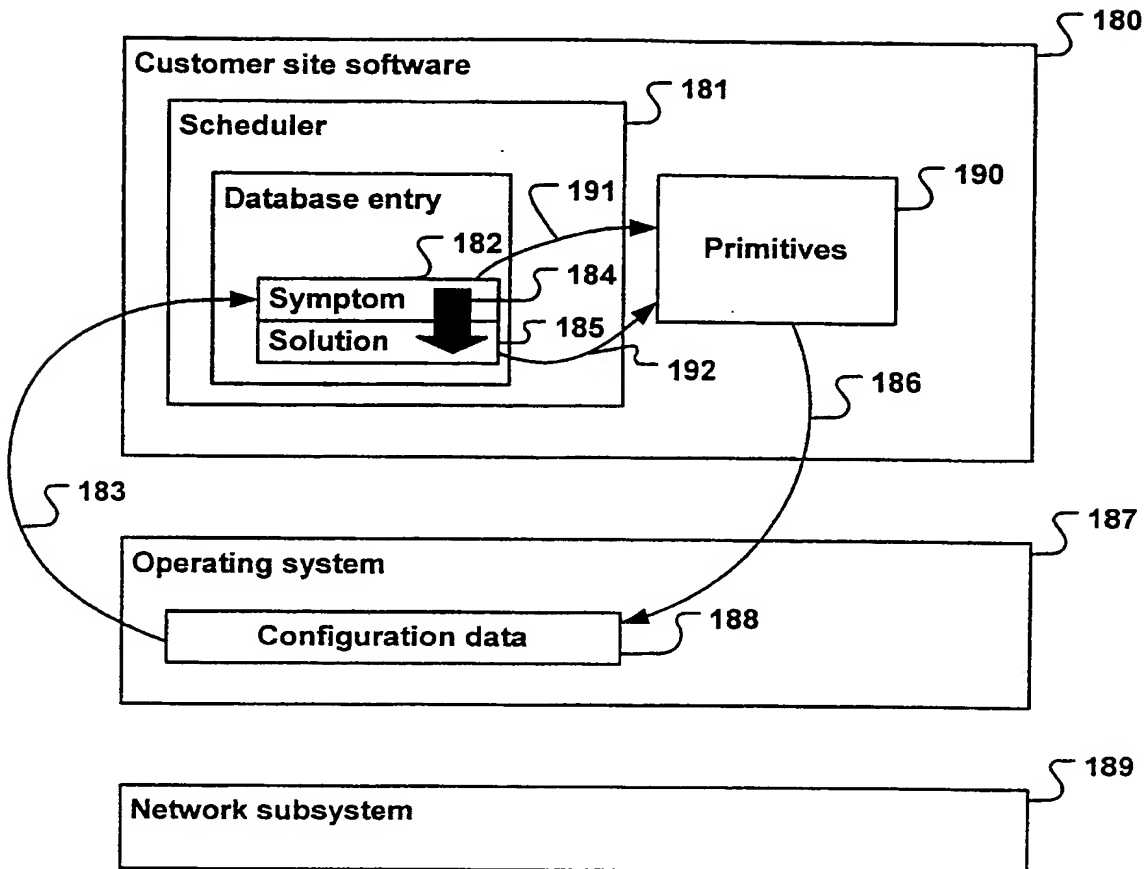 180
Customer site software
181
Scheduler
191
190
Database entry
182
Primitives
184
Symptom
185
Solution
192
186
183
187
Operating system
188
Configuration data
189
Network subsystem